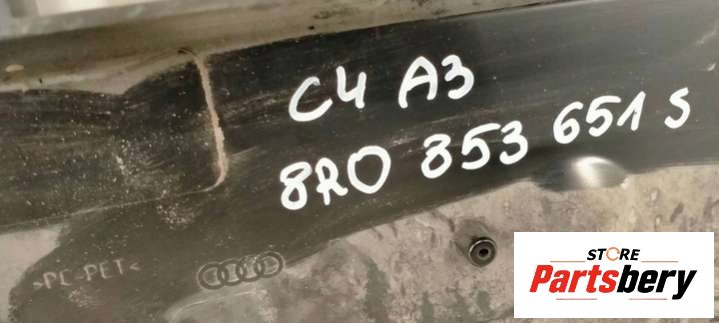 C4 A3
8R0 853 651 S
>PC-PET<
STORE
Partsbery